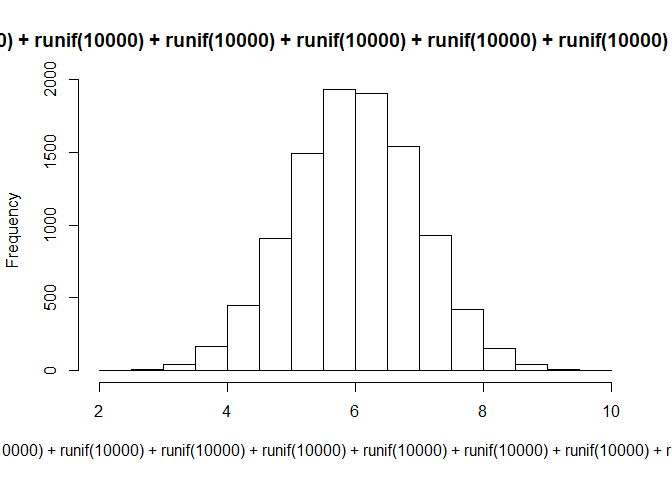 0) + runif(10000) + runif(10000) + runif(10000) + runif(10000) + runif(10000)
2000
1500
1000
500
0
Frequency
2 4 6 8 10
0000) + runif(10000) + runif(10000) + runif(10000) + runif(10000) + runif(10000) + runif(10000) + r